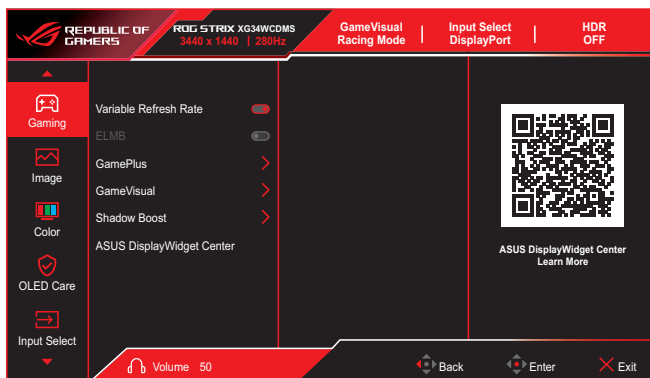 REPUBLIC OF
GAMERS
ROG STRIX XG34WCDMS
3440 x 1440 | 280Hz
GameVisual
Racing Mode
Input Select
DisplayPort
HDR
OFF
Gaming
Image
Color
OLED Care
Input Select
Variable Refresh Rate
ELMB
GamePlus
GameVisual
Shadow Boost
ASUS DisplayWidget Center
ASUS DisplayWidget Center
Learn More
Volume 50
Back
Enter
Exit